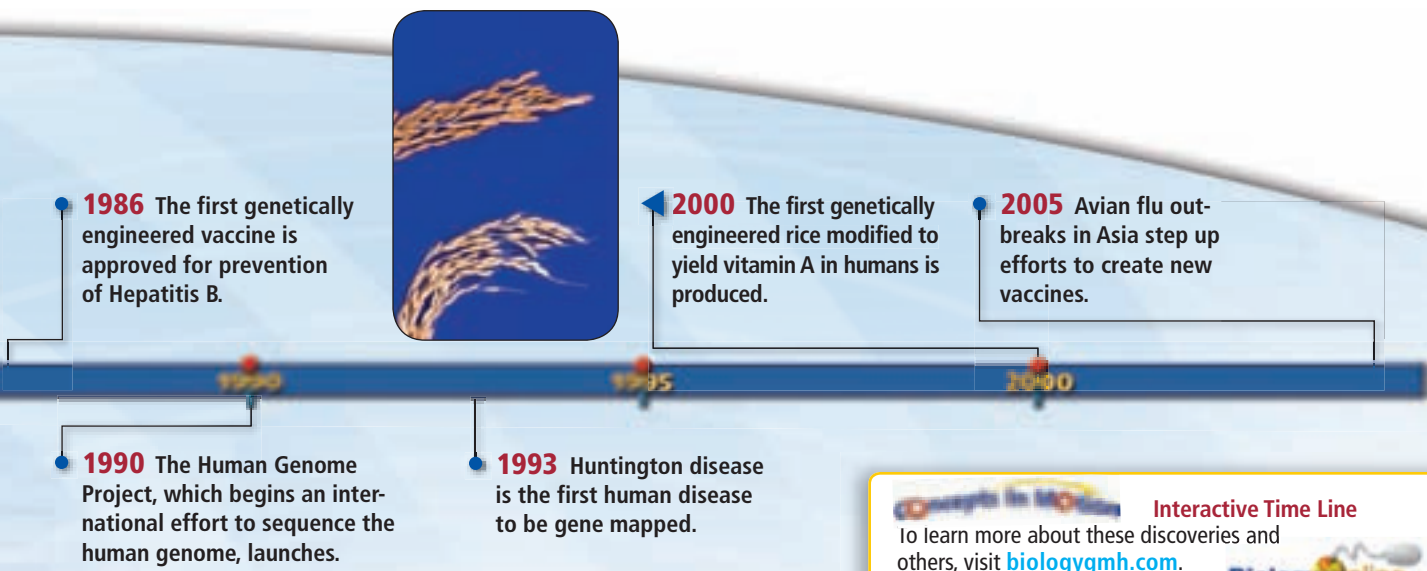 1986 The first genetically
engineered vaccine is
approved for prevention
of Hepatitis B.
2000 The first genetically
engineered rice modified to
yield vitamin A in humans is
produced.
2005 Avian flu out-
breaks in Asia step up
efforts to create new
vaccines.
1990
1995
2000
1990 The Human Genome
Project, which begins an inter-
national effort to sequence the
human genome, launches.
1993 Huntington disease
is the first human disease
to be gene mapped.
Concepts In Motion
Interactive Time Line
To learn more about these discoveries and
others, visit biologygmh.com.